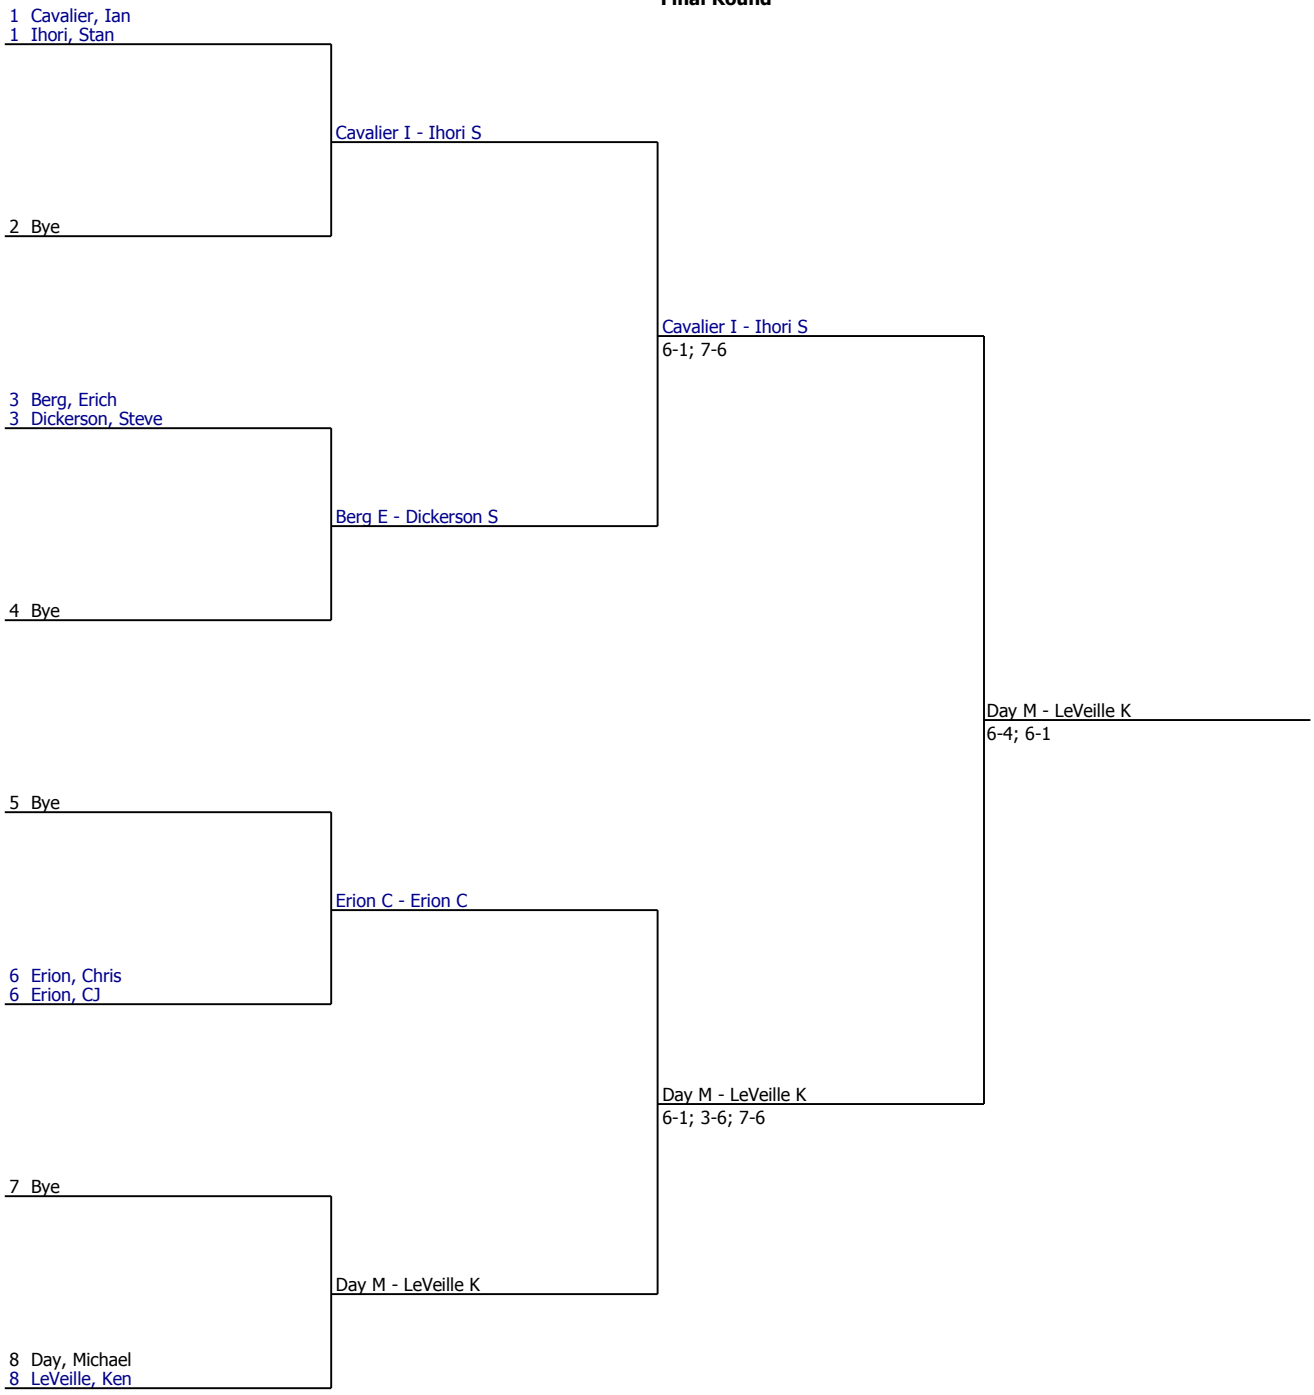 Final Round
1 Cavalier, Ian
1 Ihori, Stan
Cavalier I - Ihori S
2 Bye
Cavalier I - Ihori S
6-1; 7-6
3 Berg, Erich
3 Dickerson, Steve
Berg E - Dickerson S
4 Bye
Day M - LeVeille K
6-4; 6-1
5 Bye
Erion C - Erion C
6 Erion, Chris
6 Erion, CJ
Day M - LeVeille K
6-1; 3-6; 7-6
7 Bye
Day M - LeVeille K
8 Day, Michael
8 LeVeille, Ken